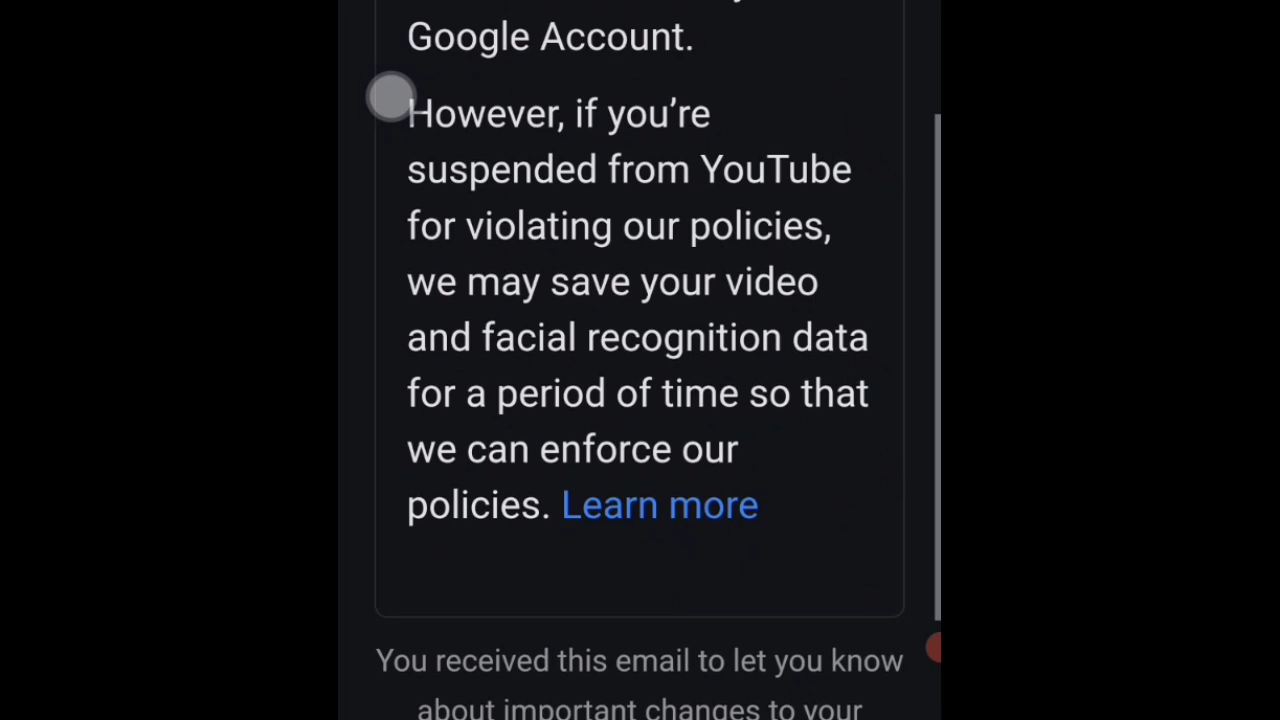 Google Account.
However, if you’re
suspended from YouTube
for violating our policies,
we may save your video
and facial recognition data
for a period of time so that
we can enforce our
policies. Learn more
You received this email to let you know
about important changes to your